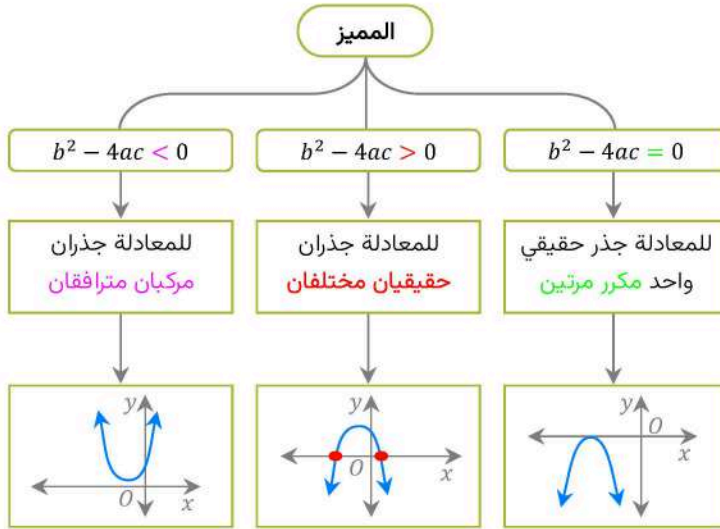 المميز
b² − 4ac = 0
b² − 4ac > 0
b² − 4ac < 0
للمعادلة جذر حقيقي
واحد مكرر مرتين
للمعادلة جذران
حقيقيان مختلفان
للمعادلة جذران
مركبان مترافقان
y
O
x
y
O
x
y
O
x